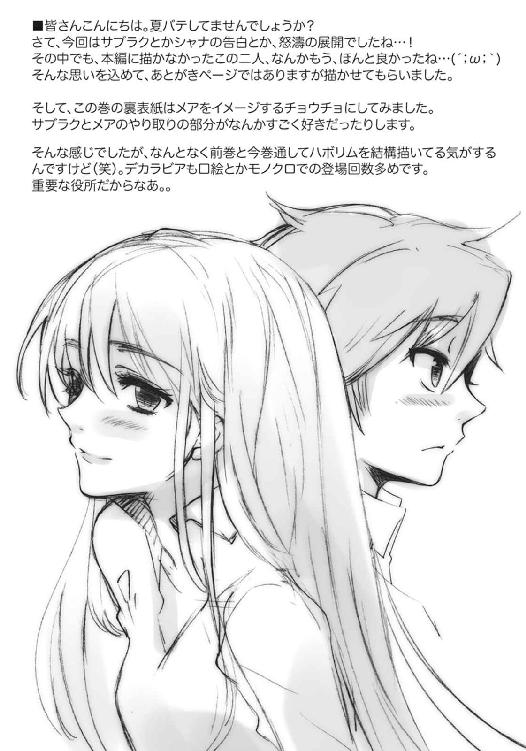 ■皆さんこんにちは。夏バテしてませんでしょうか?
さて、今回はサブラクとかシャナの告白とか、怒濤の展開でしたね…!
その中でも、本編に描かなかったこの二人、なんかもう、ほんと良かったね…(´;ω;`)
そんな思いを込めて、あとがきページではありますが描かせてもらいました。
そして、この巻の裏表紙はメアをイメージするチョウチョにしてみました。
サブラクとメアのやり取りの部分がなんかすごく好きだったりします。
そんな感じでしたが、なんとなく前巻と今巻通してハボリムを結構描いてる気がする
んですけど(笑)。デカラビアも口絵とかモノクロでの登場回数多めです。
重要な役所だからなあ。。